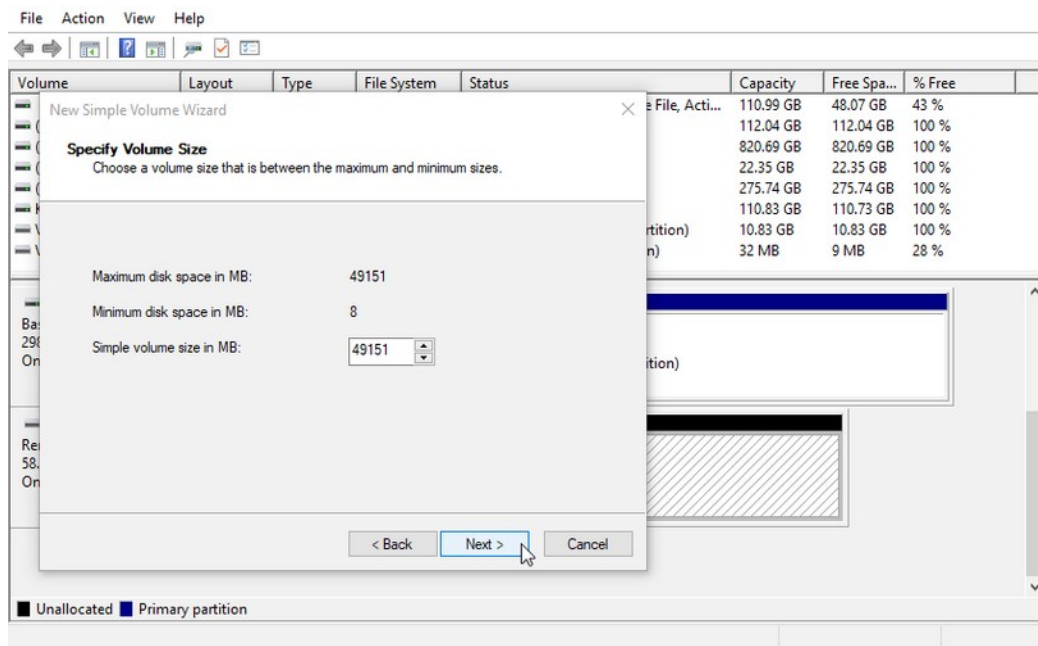 File Action View Help
Volume Layout Type File System Status Capacity Free Spa... % Free
New Simple Volume Wizard
e File, Acti... 110.99 GB 48.07 GB 43 %
112.04 GB 112.04 GB 100 %
Specify Volume Size
820.69 GB 820.69 GB 100 %
Choose a volume size that is between the maximum and minimum sizes.
22.35 GB 22.35 GB 100 %
275.74 GB 275.74 GB 100 %
110.83 GB 110.73 GB 100 %
rtition) 10.83 GB 10.83 GB 100 %
n) 32 MB 9 MB 28 %
Maximum disk space in MB: 49151
Minimum disk space in MB: 8
Simple volume size in MB: 49151
Bas
298
On
ition)
Re
58.
On
< Back Next > Cancel
Unallocated Primary partition